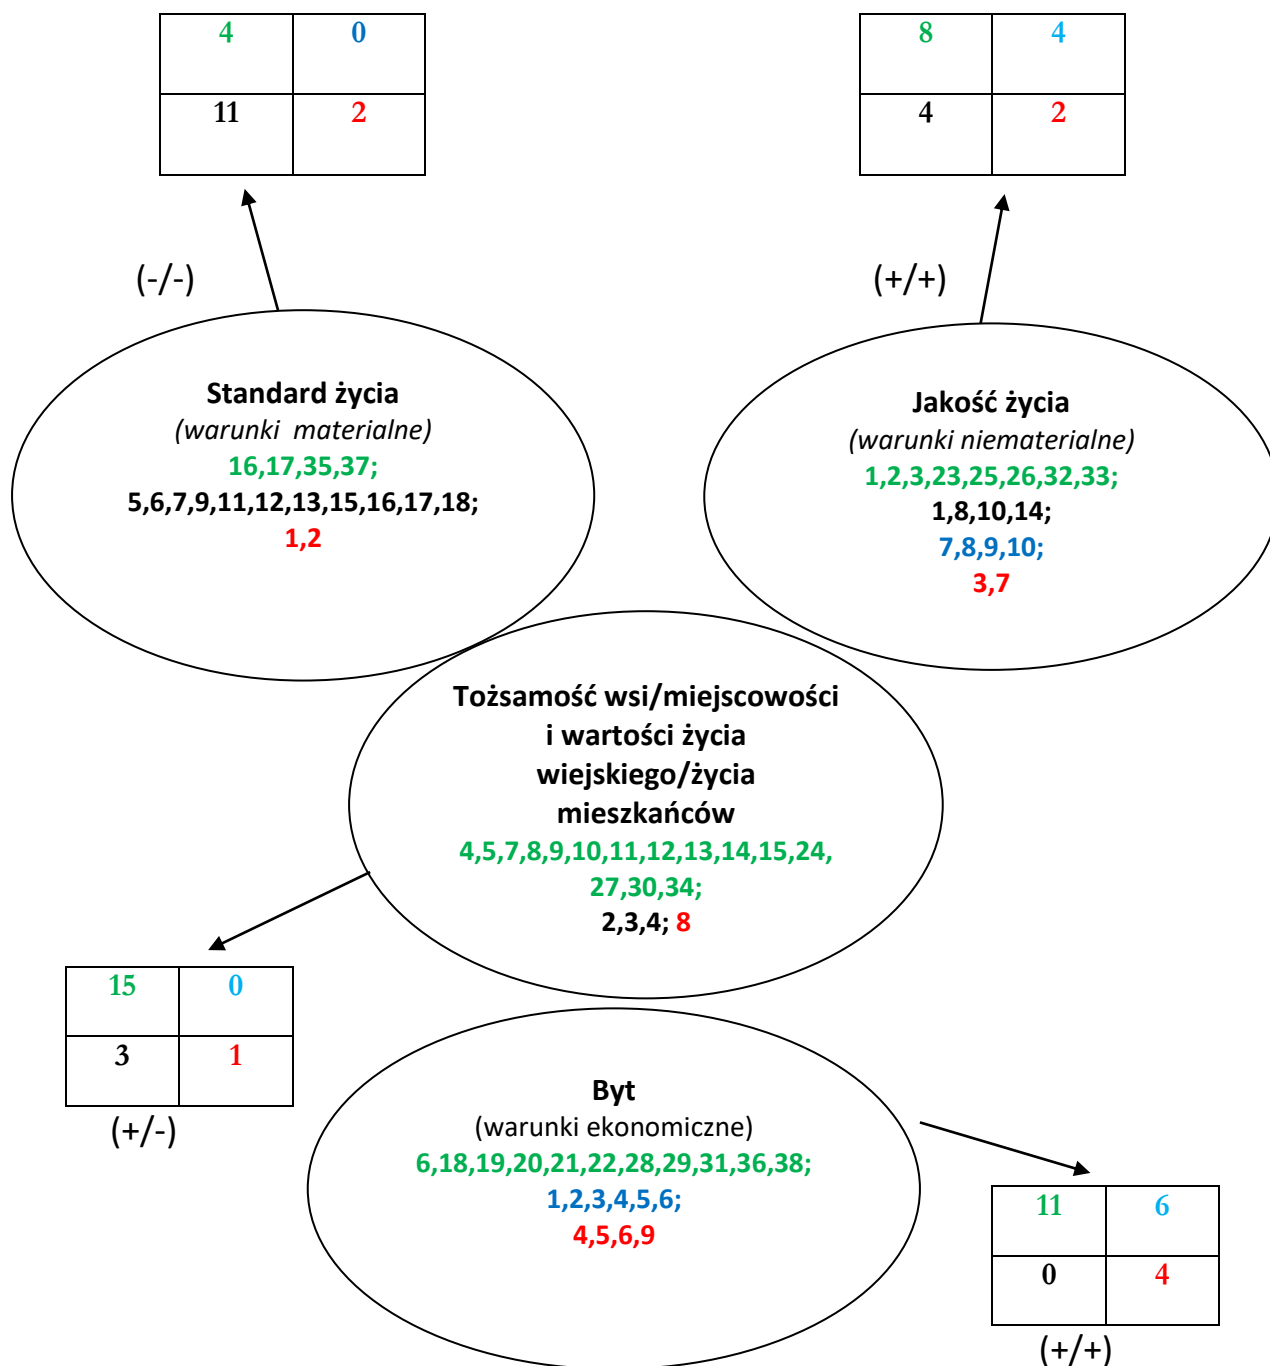 4 0
11 2
8 4
4 2
(-/-)
(+/+)
Standard życia
(warunki materialne)
16,17,35,37;
5,6,7,9,11,12,13,15,16,17,18;
1,2
Jakość życia
(warunki niematerialne)
1,2,3,23,25,26,32,33;
1,8,10,14;
7,8,9,10;
3,7
Tożsamość wsi/miejscowości
i wartości życia
wiejskiego/życia
mieszkańców
4,5,7,8,9,10,11,12,13,14,15,24,
27,30,34;
2,3,4; 8
15 0
3 1
(+/-)
Byt
(warunki ekonomiczne)
6,18,19,20,21,22,28,29,31,36,38;
1,2,3,4,5,6;
4,5,6,9
11 6
0 4
(+/+)